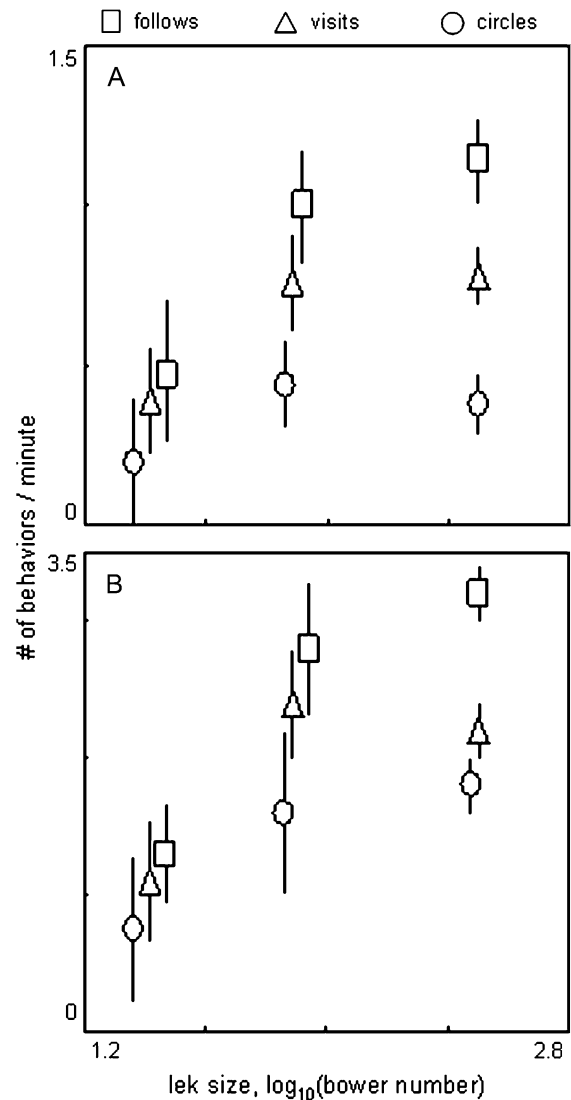 follows visits circles
1.5
A
0
3.5
B
0
1.2 2.8
# of behaviors / minute
lek size, log10(bower number)